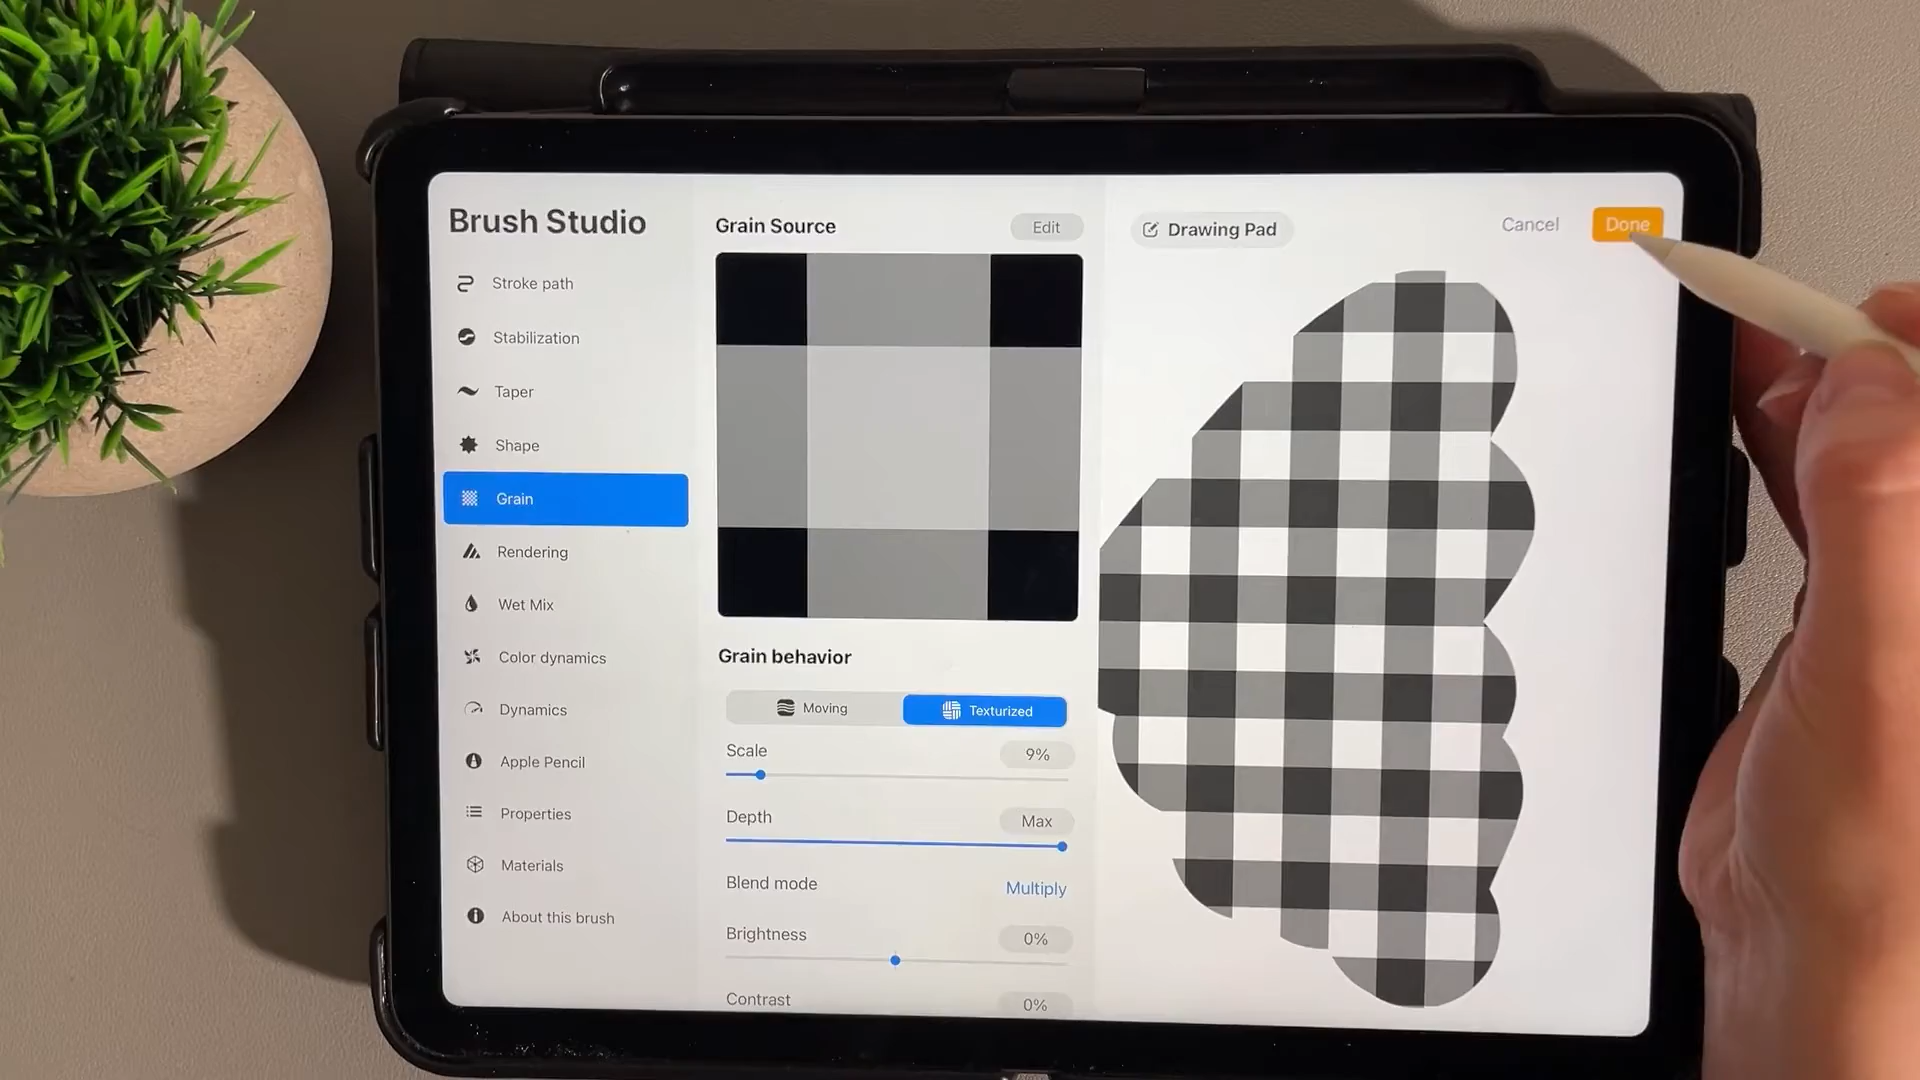 Brush Studio
Stroke path
Stabilization
Taper
Shape
Grain
Rendering
Wet Mix
Color dynamics
Dynamics
Apple Pencil
Properties
Materials
About this brush
Grain Source
Edit
Grain behavior
Moving
Texturized
Scale
9%
Depth
Max
Blend mode
Multiply
Brightness
0%
Contrast
0%
Drawing Pad
Cancel
Done